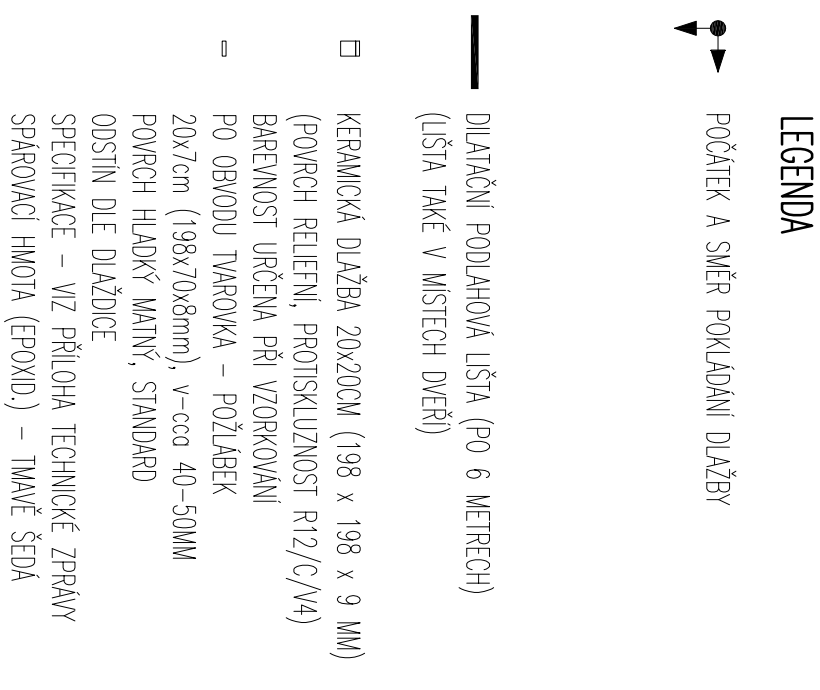 LEGENDA
POČÁTEK A SMĚR POKLÁDÁNÍ DLAŽBY
DILATAČNÍ PODLAHOVÁ LIŠTA (PO 6 METRECH)
(LIŠTA TAKÉ V MÍSTECH DVEŘÍ)
KERAMICKÁ DLAŽBA 20x20CM (198 x 198 x 9 MM)
(POVRCH RELIEFNÍ, PROTISKLUZNOST R12/C/V4)
BAREVNOST URČENA PŘI VZORKOVÁNÍ
PO OBVODU TVAROVKA – POŽLÁBEK
20x7cm (198x70x8mm), v-cca 40-50MM
POVRCH HLADKÝ MATNÝ, STANDARD
ODSTÍN DLE DLAŽDICE
SPECIFIKACE – VIZ PŘÍLOHA TECHNICKÉ ZPRÁVY
SPÁROVACÍ HMOTA (EPOXID.) – TMAVĚ ŠEDÁ